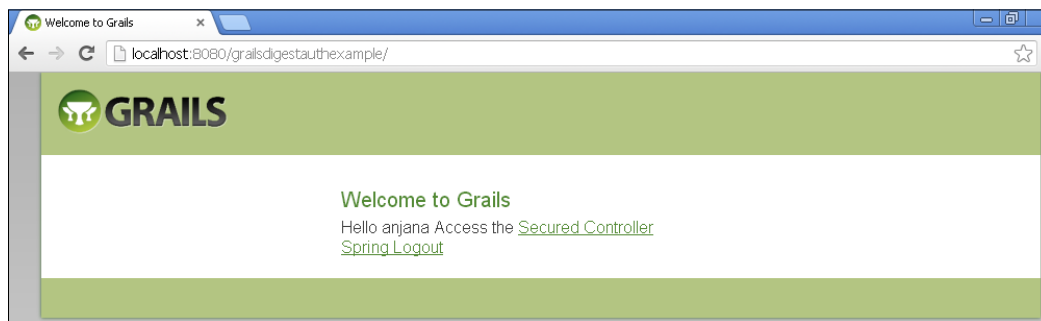 Welcome to Grails
localhost:8080/grailsdigestauthexample/
GRAILS
Welcome to Grails
Hello anjana Access the Secured Controller
Spring Logout